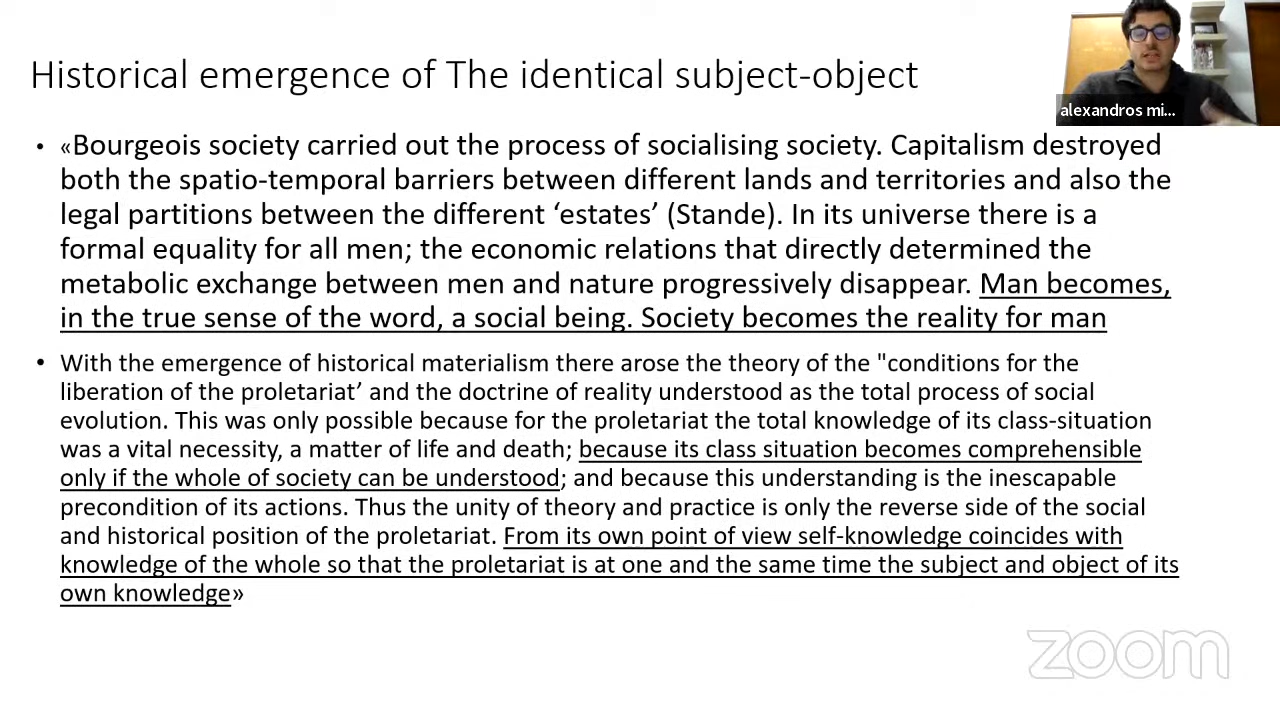 Historical emergence of The identical subject-object
alexandros mi...
• «Bourgeois society carried out the process of socialising society. Capitalism destroyed
both the spatio-temporal barriers between different lands and territories and also the
legal partitions between the different ‘estates’ (Stande). In its universe there is a
formal equality for all men; the economic relations that directly determined the
metabolic exchange between men and nature progressively disappear. Man becomes,
in the true sense of the word, a social being. Society becomes the reality for man
• With the emergence of historical materialism there arose the theory of the "conditions for the
liberation of the proletariat’ and the doctrine of reality understood as the total process of social
evolution. This was only possible because for the proletariat the total knowledge of its class-situation
was a vital necessity, a matter of life and death; because its class situation becomes comprehensible
only if the whole of society can be understood; and because this understanding is the inescapable
precondition of its actions. Thus the unity of theory and practice is only the reverse side of the social
and historical position of the proletariat. From its own point of view self-knowledge coincides with
knowledge of the whole so that the proletariat is at one and the same time the subject and object of its
own knowledge»
zoom